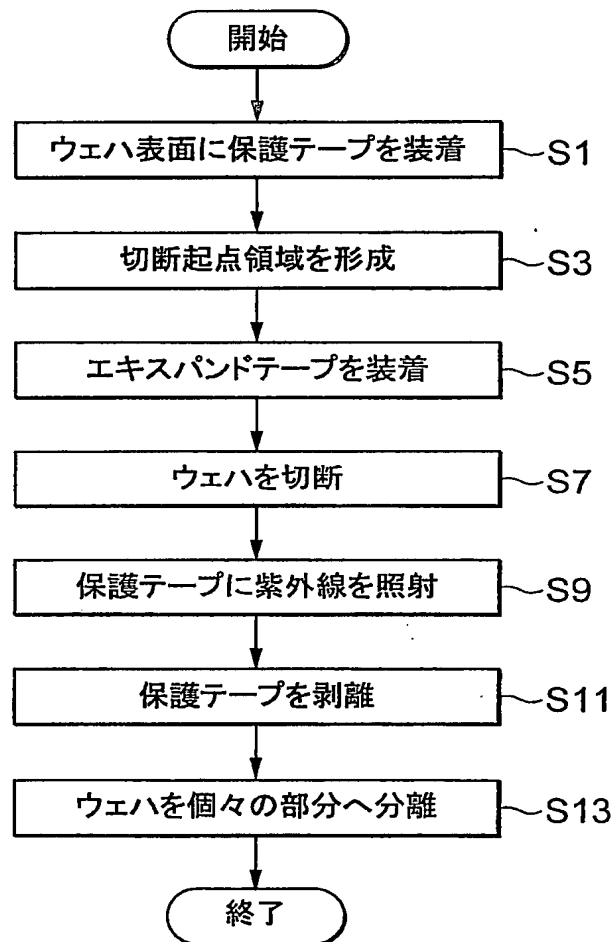 開始
ウェハ表面に保護テープを装着 S1
切断起点領域を形成 S3
エキスパンドテープを装着 S5
ウェハを切断 S7
保護テープに紫外線を照射 S9
保護テープを剥離 S11
ウェハを個々の部分へ分離 S13
終了